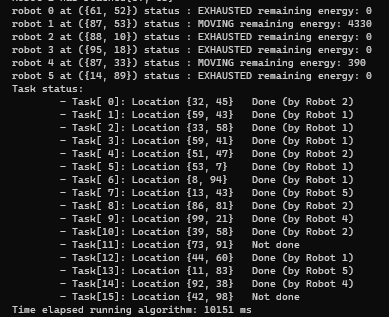 robot 0 at ({61, 52}) status : EXHAUSTED remaining energy: 0
robot 1 at ({87, 53}) status : MOVING remaining energy: 4330
robot 2 at ({88, 10}) status : EXHAUSTED remaining energy: 0
robot 3 at ({95, 18}) status : EXHAUSTED remaining energy: 0
robot 4 at ({87, 33}) status : MOVING remaining energy: 390
robot 5 at ({14, 89}) status : EXHAUSTED remaining energy: 0
Task status:
- Task[ 0]: Location {32, 45} Done (by Robot 2)
- Task[ 1]: Location {59, 43} Done (by Robot 1)
- Task[ 2]: Location {33, 58} Done (by Robot 1)
- Task[ 3]: Location {59, 41} Done (by Robot 1)
- Task[ 4]: Location {51, 47} Done (by Robot 2)
- Task[ 5]: Location {53, 7} Done (by Robot 1)
- Task[ 6]: Location {8, 94} Done (by Robot 1)
- Task[ 7]: Location {13, 43} Done (by Robot 5)
- Task[ 8]: Location {86, 81} Done (by Robot 2)
- Task[ 9]: Location {99, 21} Done (by Robot 4)
- Task[10]: Location {39, 58} Done (by Robot 2)
- Task[11]: Location {73, 91} Not done
- Task[12]: Location {44, 60} Done (by Robot 1)
- Task[13]: Location {11, 83} Done (by Robot 5)
- Task[14]: Location {92, 38} Done (by Robot 4)
- Task[15]: Location {42, 98} Not done
Time elapsed running algorithm: 10151 ms